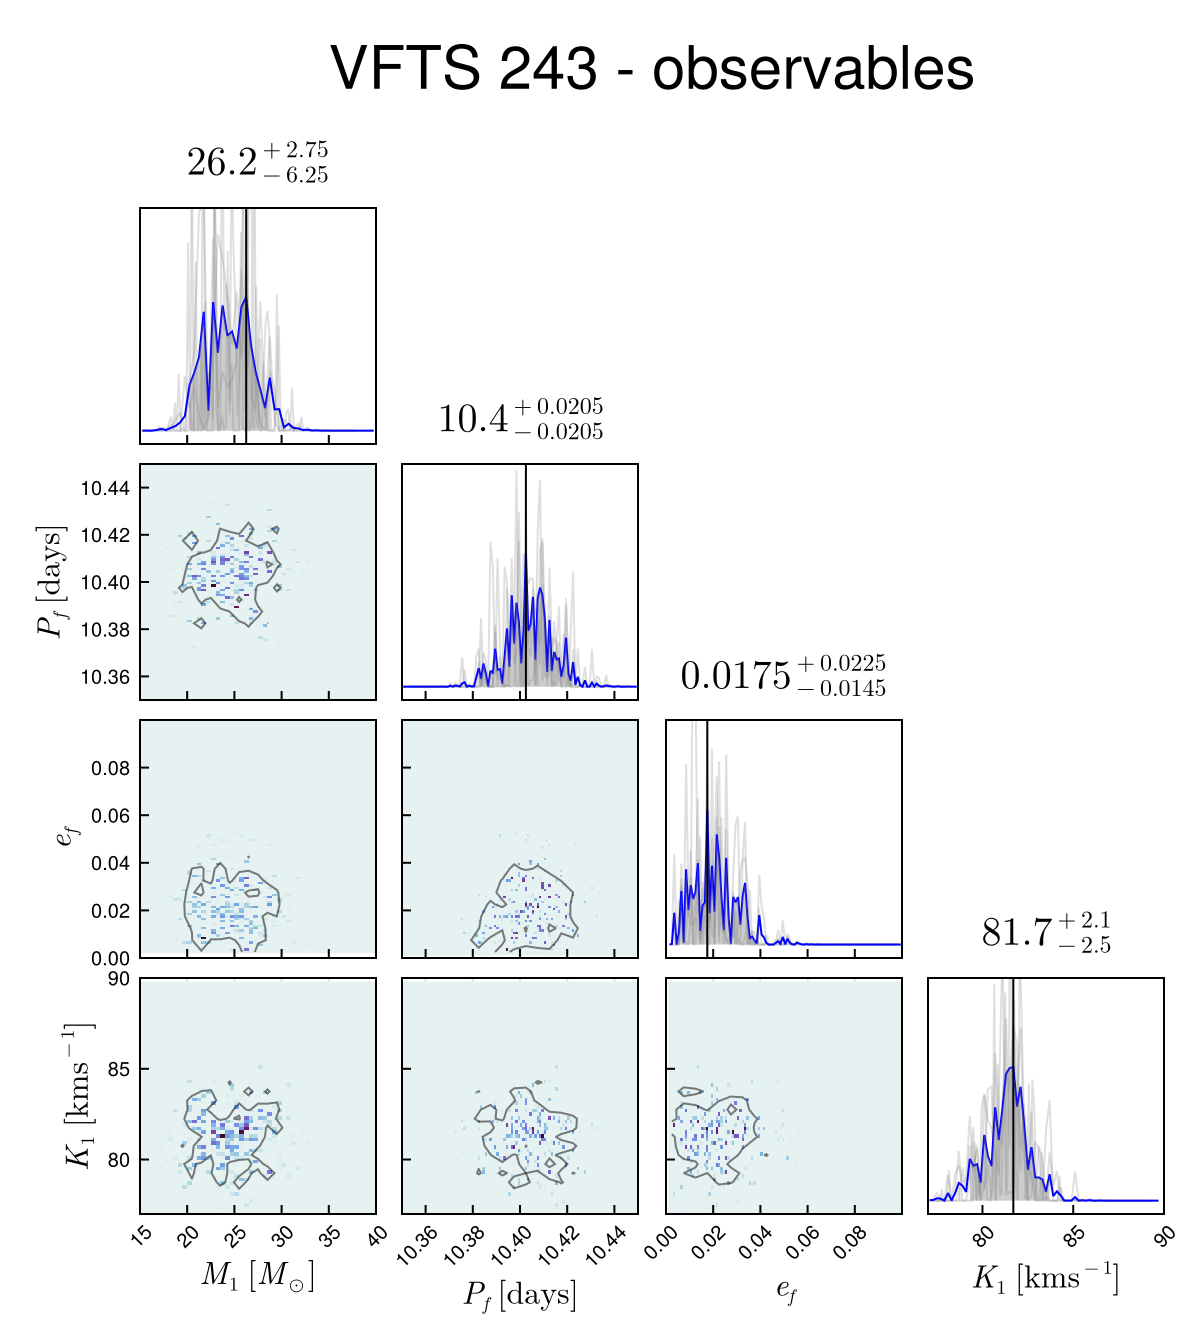 VFTS 243 - observables
26.2 +2.75 −6.25
10.4 +0.0205 −0.0205
10.44
10.42
10.40
10.38
10.36
P_f [days]
0.0175 +0.0225 −0.0145
0.08
0.06
0.04
0.02
0.00
e_f
81.7 +2.1 −2.5
90
85
80
K_1 [kms^−1]
15 20 25 30 35 40
10.36 10.38 10.40 10.42 10.44
0.00 0.02 0.04 0.06 0.08
80 85 90
M_1 [M_⊙]
P_f [days]
e_f
K_1 [kms^−1]